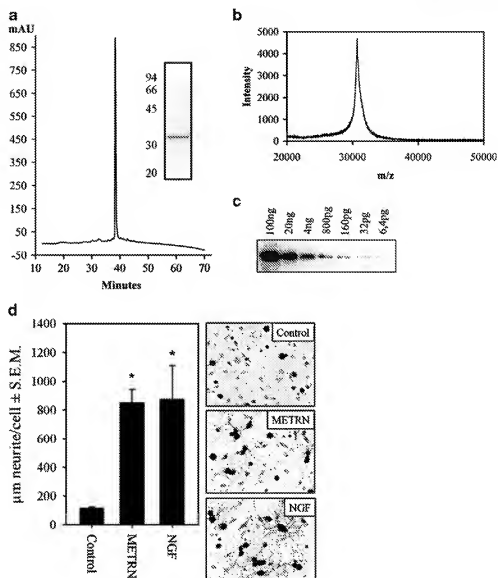 a
mAU
850
750
650
550
450
350
250
150
50
-50
10 20 30 40 50 60 70
Minutes
94
66
45
30
20
b
Intensity
5000
4000
3000
2000
1000
0
20000 30000 40000 50000
m/z
c
100ng 20ng 4ng 800pg 160pg 32pg 6,4pg
d
µm neurite/cell ± S.E.M.
1400
1200
1000
800
600
400
200
0
* *
Control METRN NGF
Control
METRN
NGF